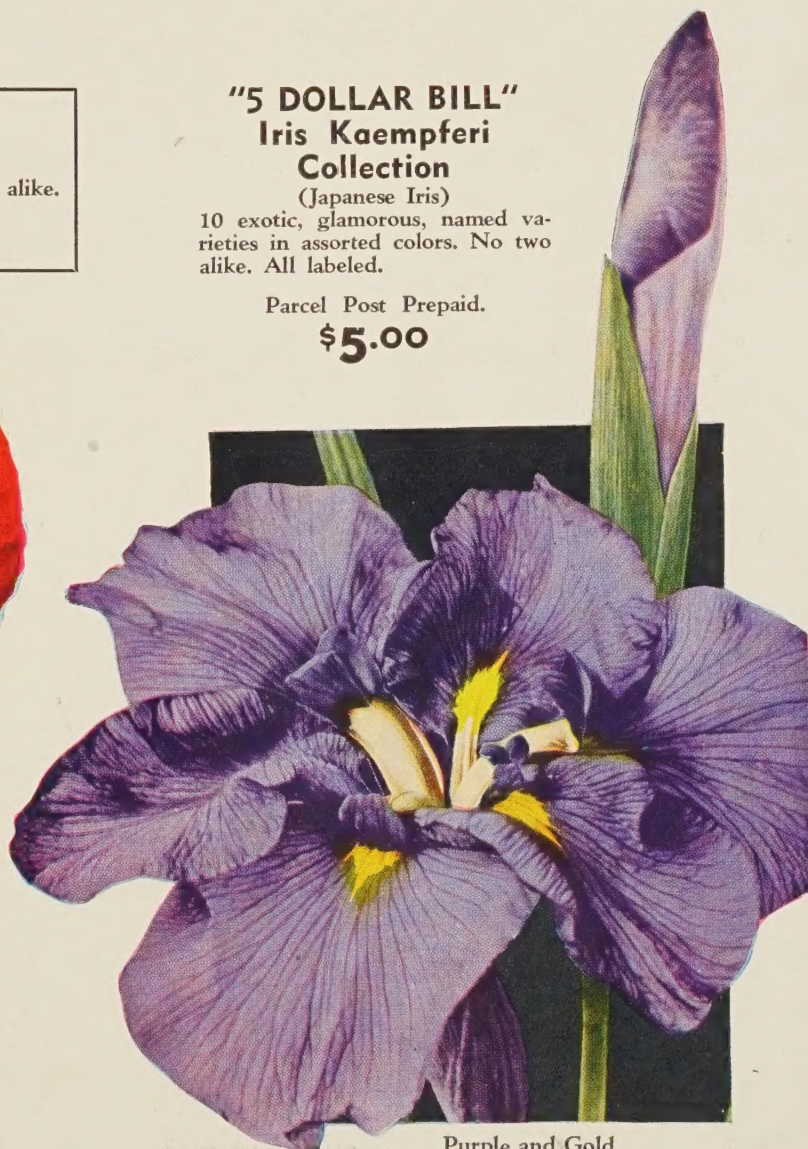 alike.
"5 DOLLAR BILL"
Iris Kaempferi
Collection
(Japanese Iris)
10 exotic, glamorous, named va-
rieties in assorted colors. No two
alike. All labeled.
Parcel Post Prepaid.
$5.00
Purple and Gold